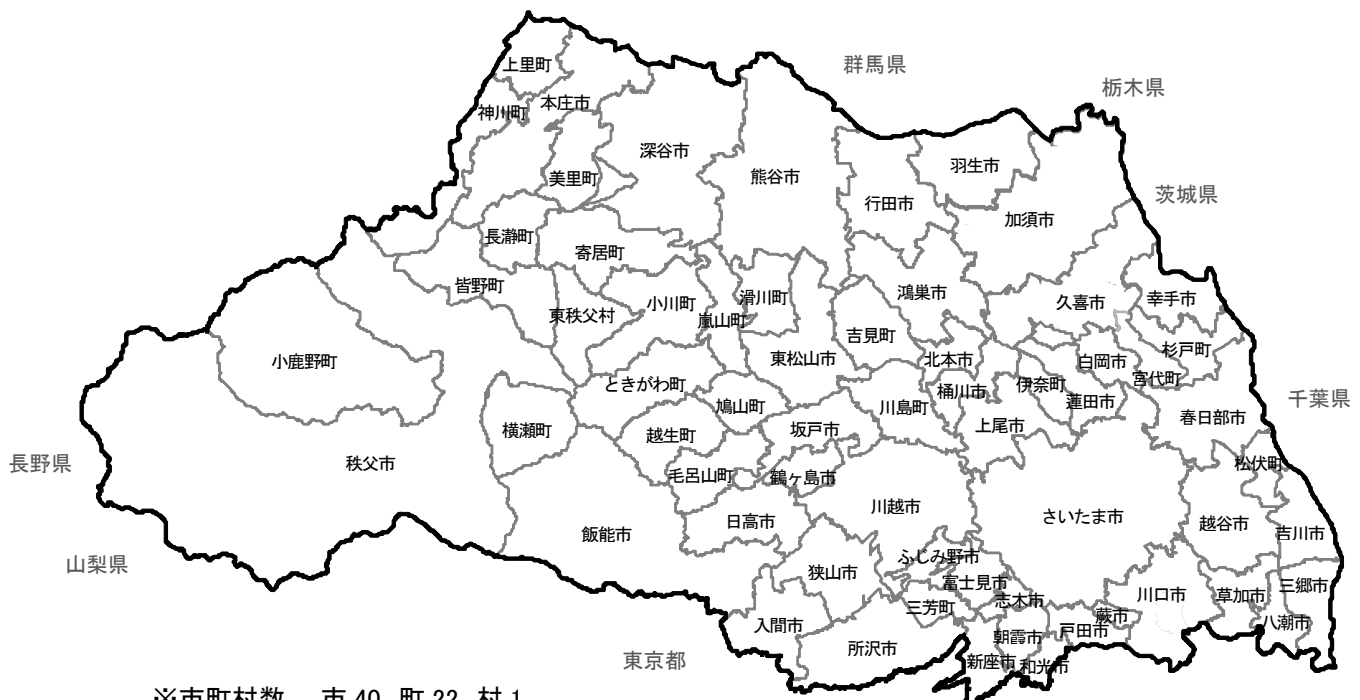 上里町
群馬県
栃木県
本庄市
神川町
深谷市
羽生市
熊谷市
美里町
茨城県
行田市
加須市
長瀞町
寄居町
皆野町
鴻巣市
滑川町
幸手市
久喜市
小川町
東秩父村
嵐山町
吉見町
杉戸町
東松山市
北本市
白岡市
小鹿野町
宮代町
ときがわ町
伊奈町
桶川市
千葉県
蓮田市
鳩山町
川島町
春日部市
上尾市
横瀬町
坂戸市
越生町
長野県
秩父市
松伏町
毛呂山町
鶴ヶ島市
川越市
さいたま市
日高市
越谷市
飯能市
吉川市
ふじみ野市
山梨県
狭山市
富士見市
三郷市
川口市
草加市
志木市
三芳町
蕨市
八潮市
入間市
戸田市
朝霞市
所沢市
東京都
新座市
和光市
※市町村数 市 40 町 22 村 1